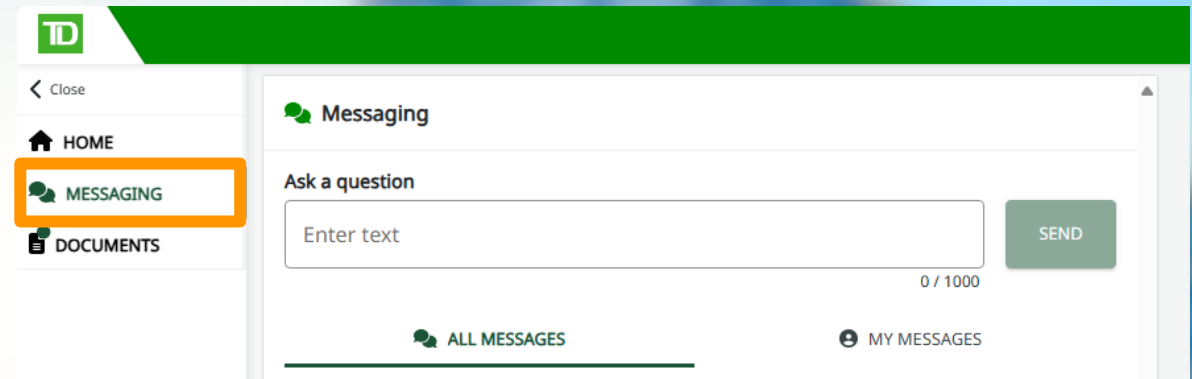 TD
Close
HOME
MESSAGING
DOCUMENTS
Messaging
Ask a question
Enter text
SEND
0 / 1000
ALL MESSAGES
MY MESSAGES